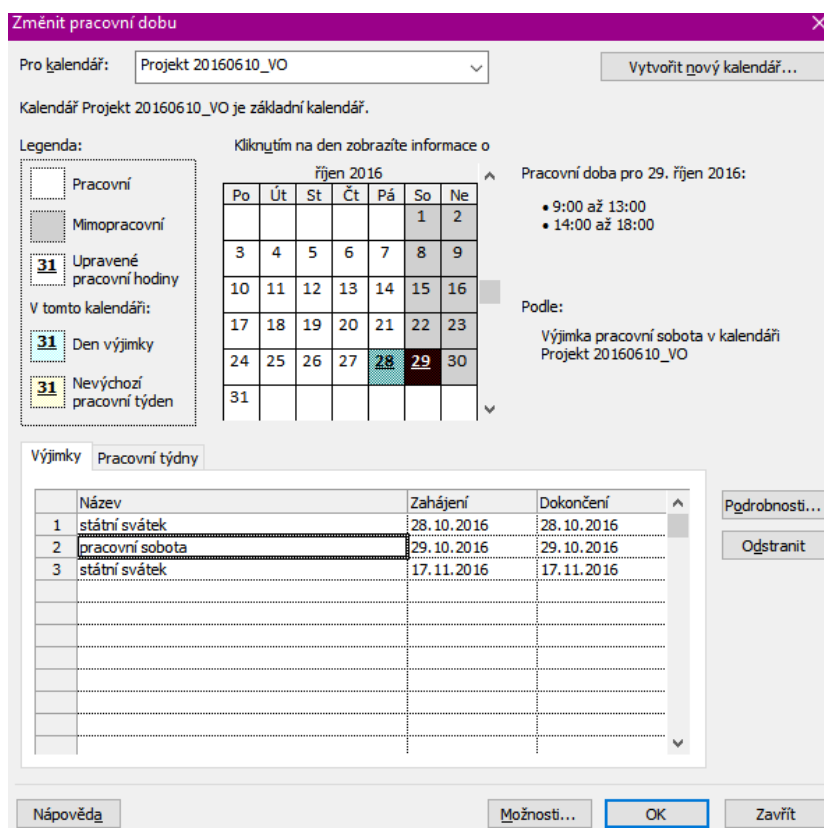 Změnit pracovní dobu
Pro kalendář: Projekt 20160610_VO Vytvořit nový kalendář...
Kalendář Projekt 20160610_VO je základní kalendář.
Legenda:
Pracovní
Mimopracovní
31 Upravené
pracovní hodiny
V tomto kalendáři:
31 Den výjimky
31 Nevýchozí
pracovní týden
Kliknutím na den zobrazíte informace o
říjen 2016
Po Út St Čt Pá So Ne
1 2
3 4 5 6 7 8 9
10 11 12 13 14 15 16
17 18 19 20 21 22 23
24 25 26 27 28 29 30
31
Pracovní doba pro 29. říjen 2016:
• 9:00 až 13:00
• 14:00 až 18:00
Podle:
Výjimka pracovní sobota v kalendáři
Projekt 20160610_VO
Výjimky Pracovní týdny
Název Zahájení Dokončení
1 státní svátek 28.10.2016 28.10.2016
2 pracovní sobota 29.10.2016 29.10.2016
3 státní svátek 17.11.2016 17.11.2016
Podrobnosti...
Odstranit
Nápověda Možnosti... OK Zavřít